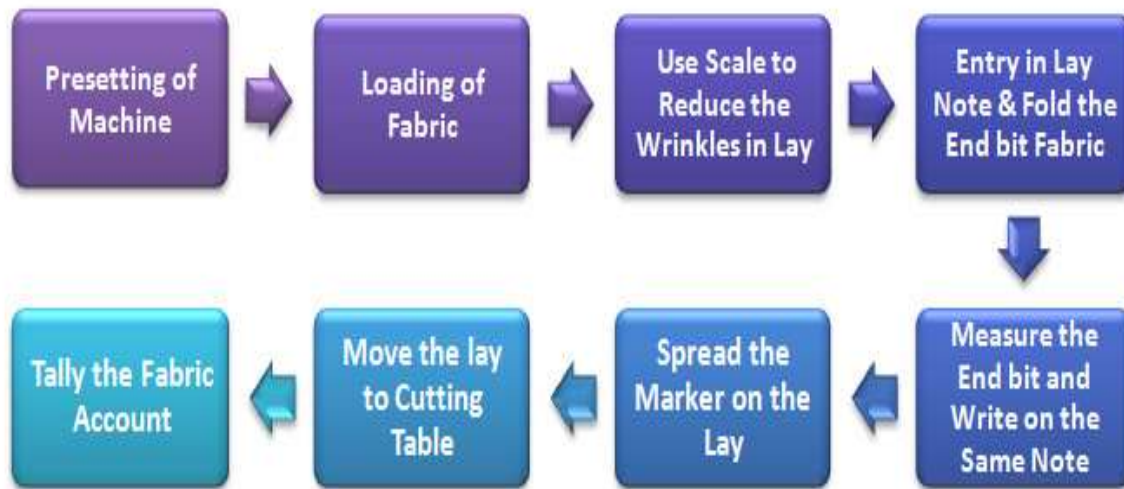 Presetting of
Machine
Loading of
Fabric
Use Scale to
Reduce the
Wrinkles in Lay
Entry in Lay
Note & Fold the
End bit Fabric
Measure the
End bit and
Write on the
Same Note
Spread the
Marker on the
Lay
Move the lay
to Cutting
Table
Tally the Fabric
Account